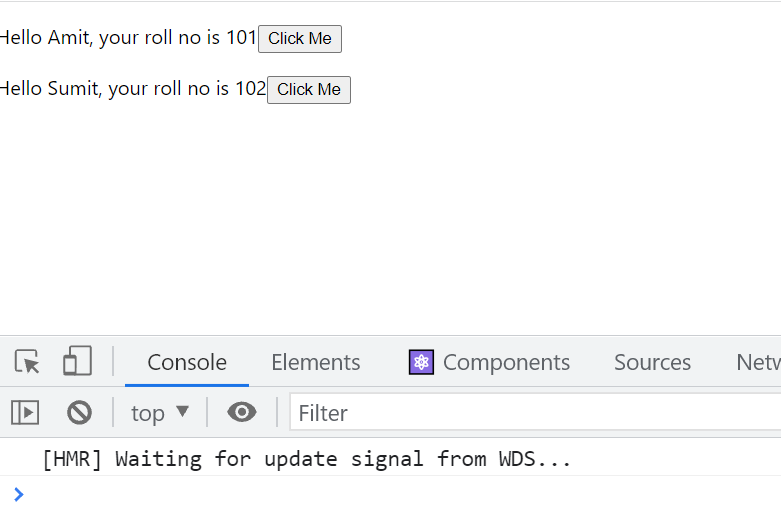 Hello Amit, your roll no is 101 Click Me
Hello Sumit, your roll no is 102 Click Me
Console Elements Components Sources Netw
top Filter
[HMR] Waiting for update signal from WDS...